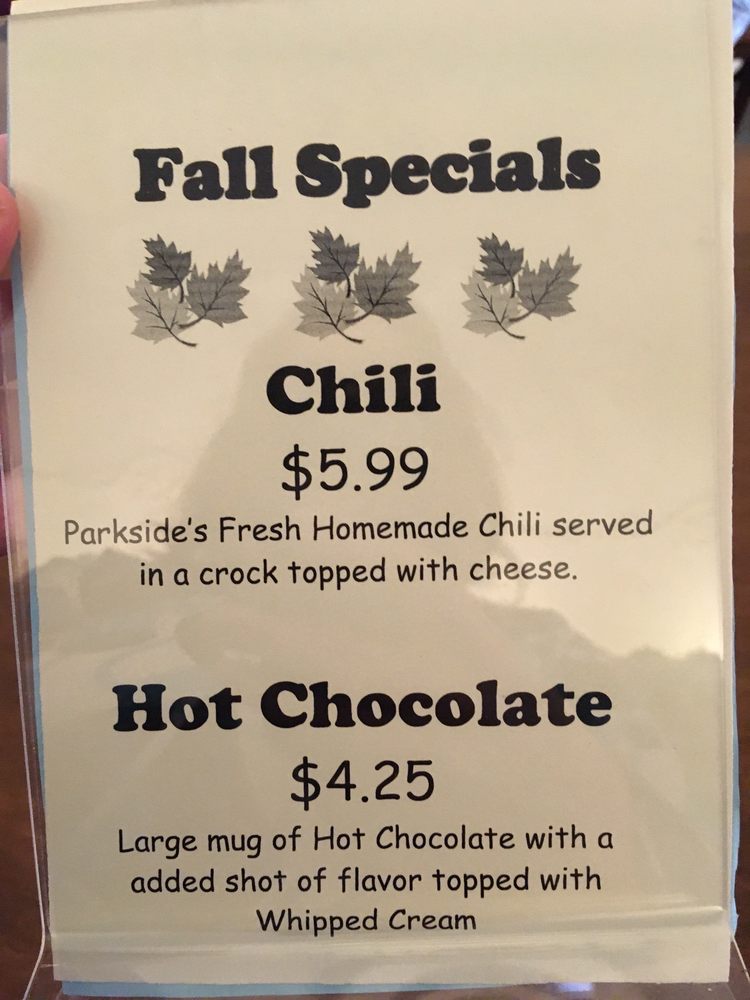 Fall Specials
Chili
$5.99
Parkside's Fresh Homemade Chili served
in a crock topped with cheese.
Hot Chocolate
$4.25
Large mug of Hot Chocolate with a
added shot of flavor topped with
Whipped Cream